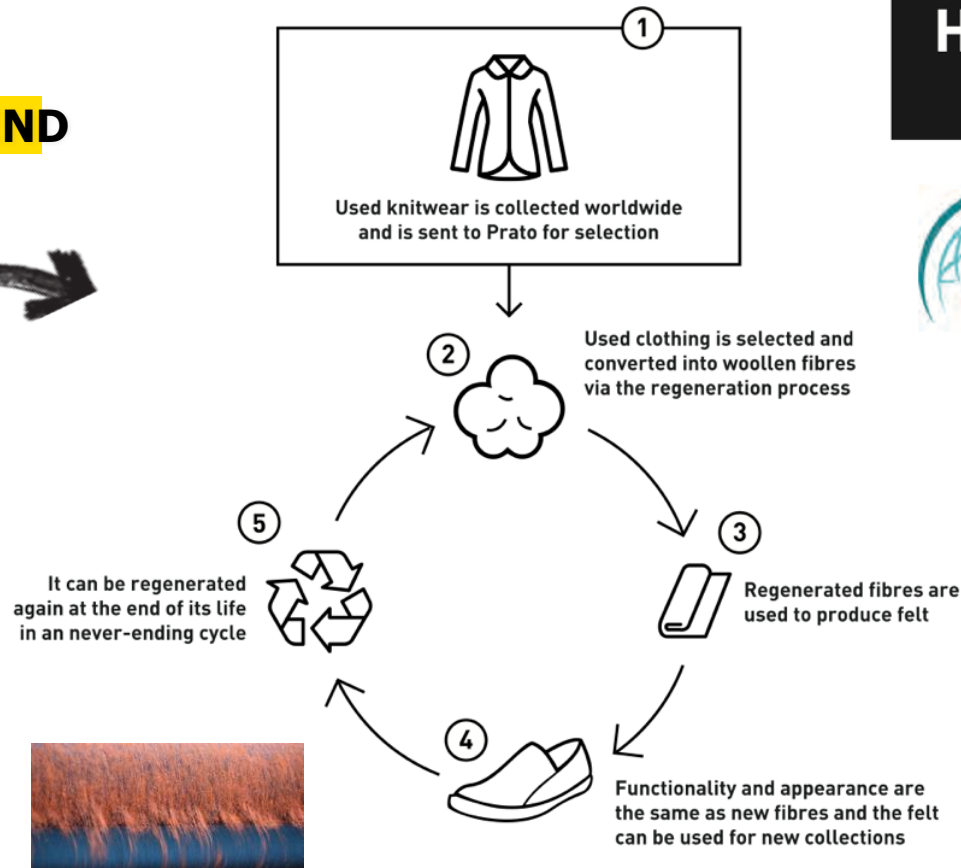 ND
H
1
Used knitwear is collected worldwide
and is sent to Prato for selection
2
Used clothing is selected and
converted into woollen fibres
via the regeneration process
3
Regenerated fibres are
used to produce felt
4
Functionality and appearance are
the same as new fibres and the felt
can be used for new collections
5
It can be regenerated
again at the end of its life
in an never-ending cycle